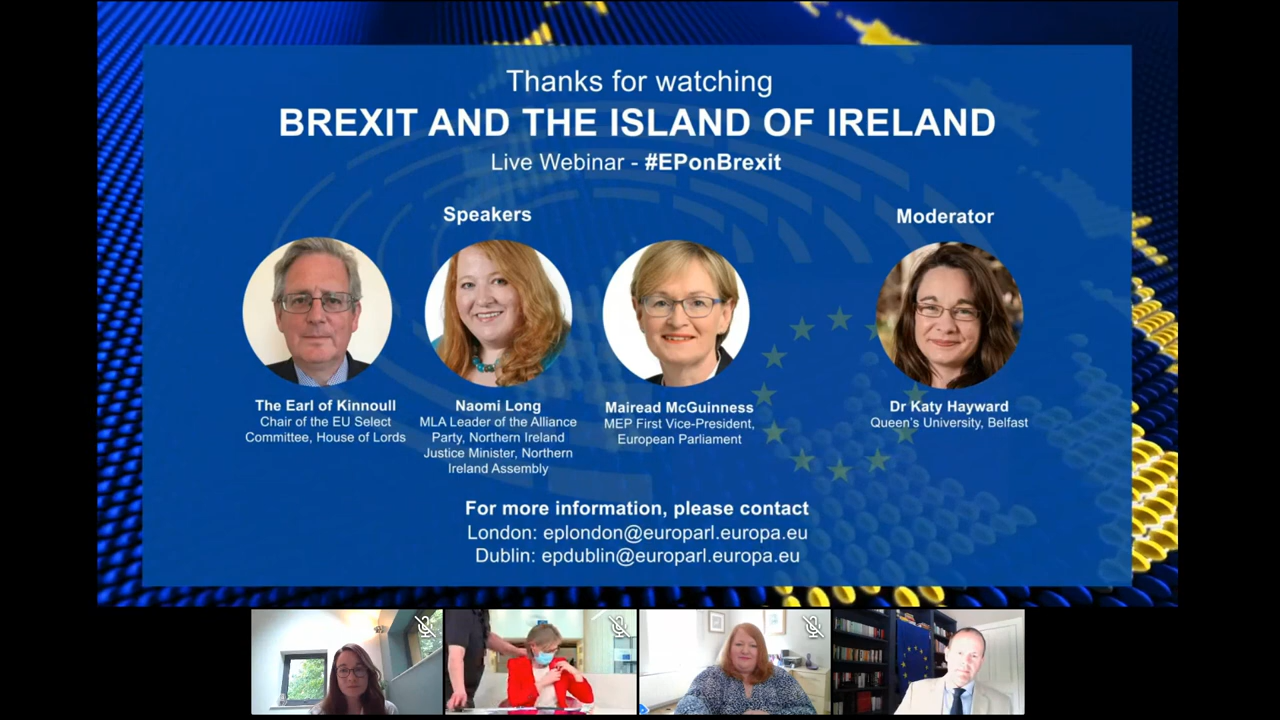 Thanks for watching
BREXIT AND THE ISLAND OF IRELAND
Live Webinar - #EPonBrexit
Speakers
Moderator
The Earl of Kinnoull
Chair of the EU Select
Committee, House of Lords
Naomi Long
MLA Leader of the Alliance
Party, Northern Ireland
Justice Minister, Northern
Ireland Assembly
Mairead McGuinness
MEP First Vice-President,
European Parliament
Dr Katy Hayward
Queen's University, Belfast
For more information, please contact
London: eplondon@europarl.europa.eu
Dublin: epdublin@europarl.europa.eu